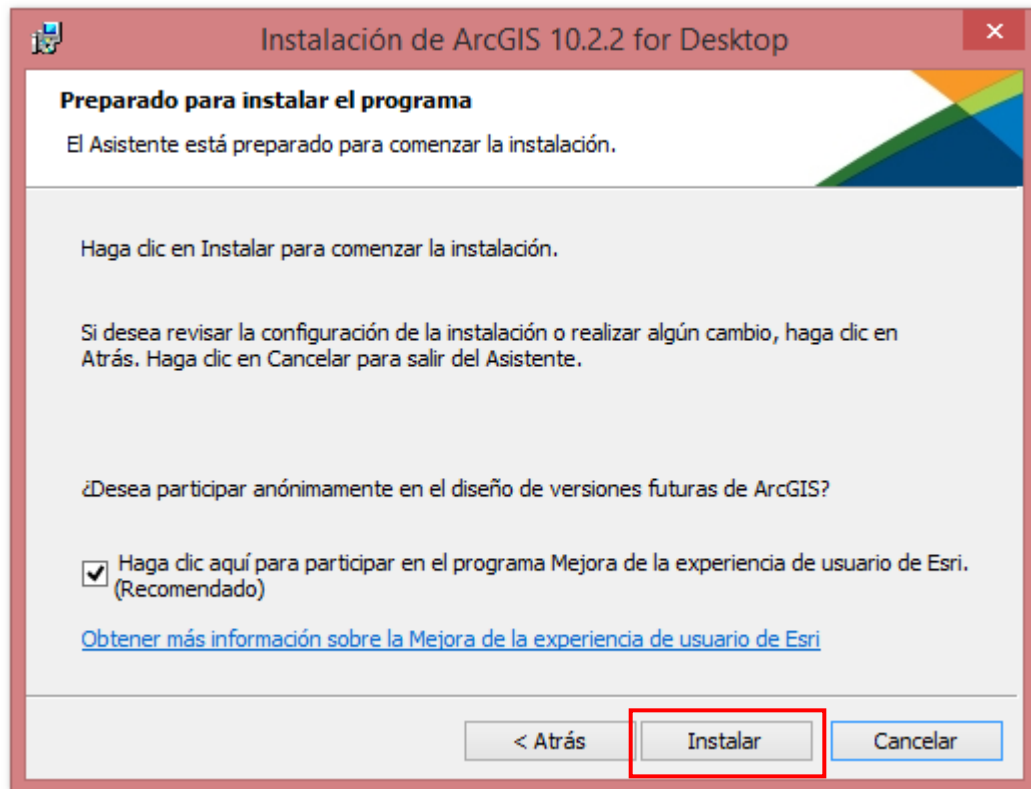 Instalación de ArcGIS 10.2.2 for Desktop
Preparado para instalar el programa
El Asistente está preparado para comenzar la instalación.
Haga clic en Instalar para comenzar la instalación.
Si desea revisar la configuración de la instalación o realizar algún cambio, haga clic en
Atrás. Haga clic en Cancelar para salir del Asistente.
¿Desea participar anónimamente en el diseño de versiones futuras de ArcGIS?
Haga clic aquí para participar en el programa Mejora de la experiencia de usuario de Esri.
(Recomendado)
Obtener más información sobre la Mejora de la experiencia de usuario de Esri
< Atrás Instalar Cancelar